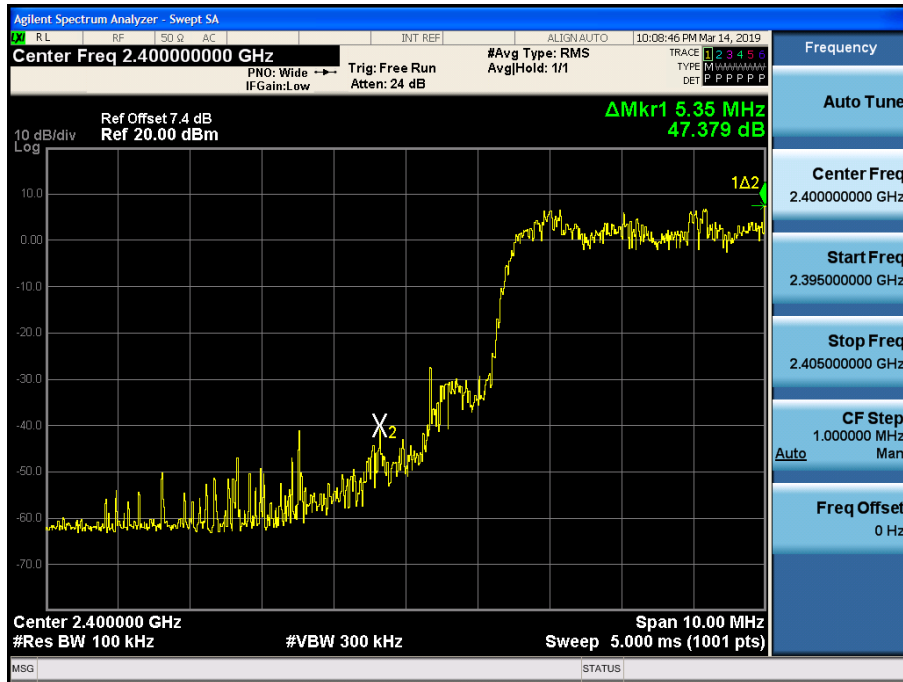 Agilent Spectrum Analyzer - Swept SA
LXI RL RF 50 Ω AC INT REF ALIGN AUTO 10:08:46 PM Mar 14, 2019
Center Freq 2.400000000 GHz
PNO: Wide
IFGain:Low
Trig: Free Run
Atten: 24 dB
#Avg Type: RMS
Avg|Hold: 1/1
TRACE 1 2 3 4 5 6
TYPE M W W W W W
DET P P P P P P
Ref Offset 7.4 dB
10 dB/div Ref 20.00 dBm
Log
ΔMkr1 5.35 MHz
47.379 dB
10.0
0.00
-10.0
-20.0
-30.0
-40.0
-50.0
-60.0
-70.0
1Δ2
X2
Center 2.400000 GHz Span 10.00 MHz
#Res BW 100 kHz #VBW 300 kHz Sweep 5.000 ms (1001 pts)
MSG STATUS
Frequency
Auto Tune
Center Freq
2.400000000 GHz
Start Freq
2.395000000 GHz
Stop Freq
2.405000000 GHz
CF Step
1.000000 MHz
Auto Man
Freq Offset
0 Hz